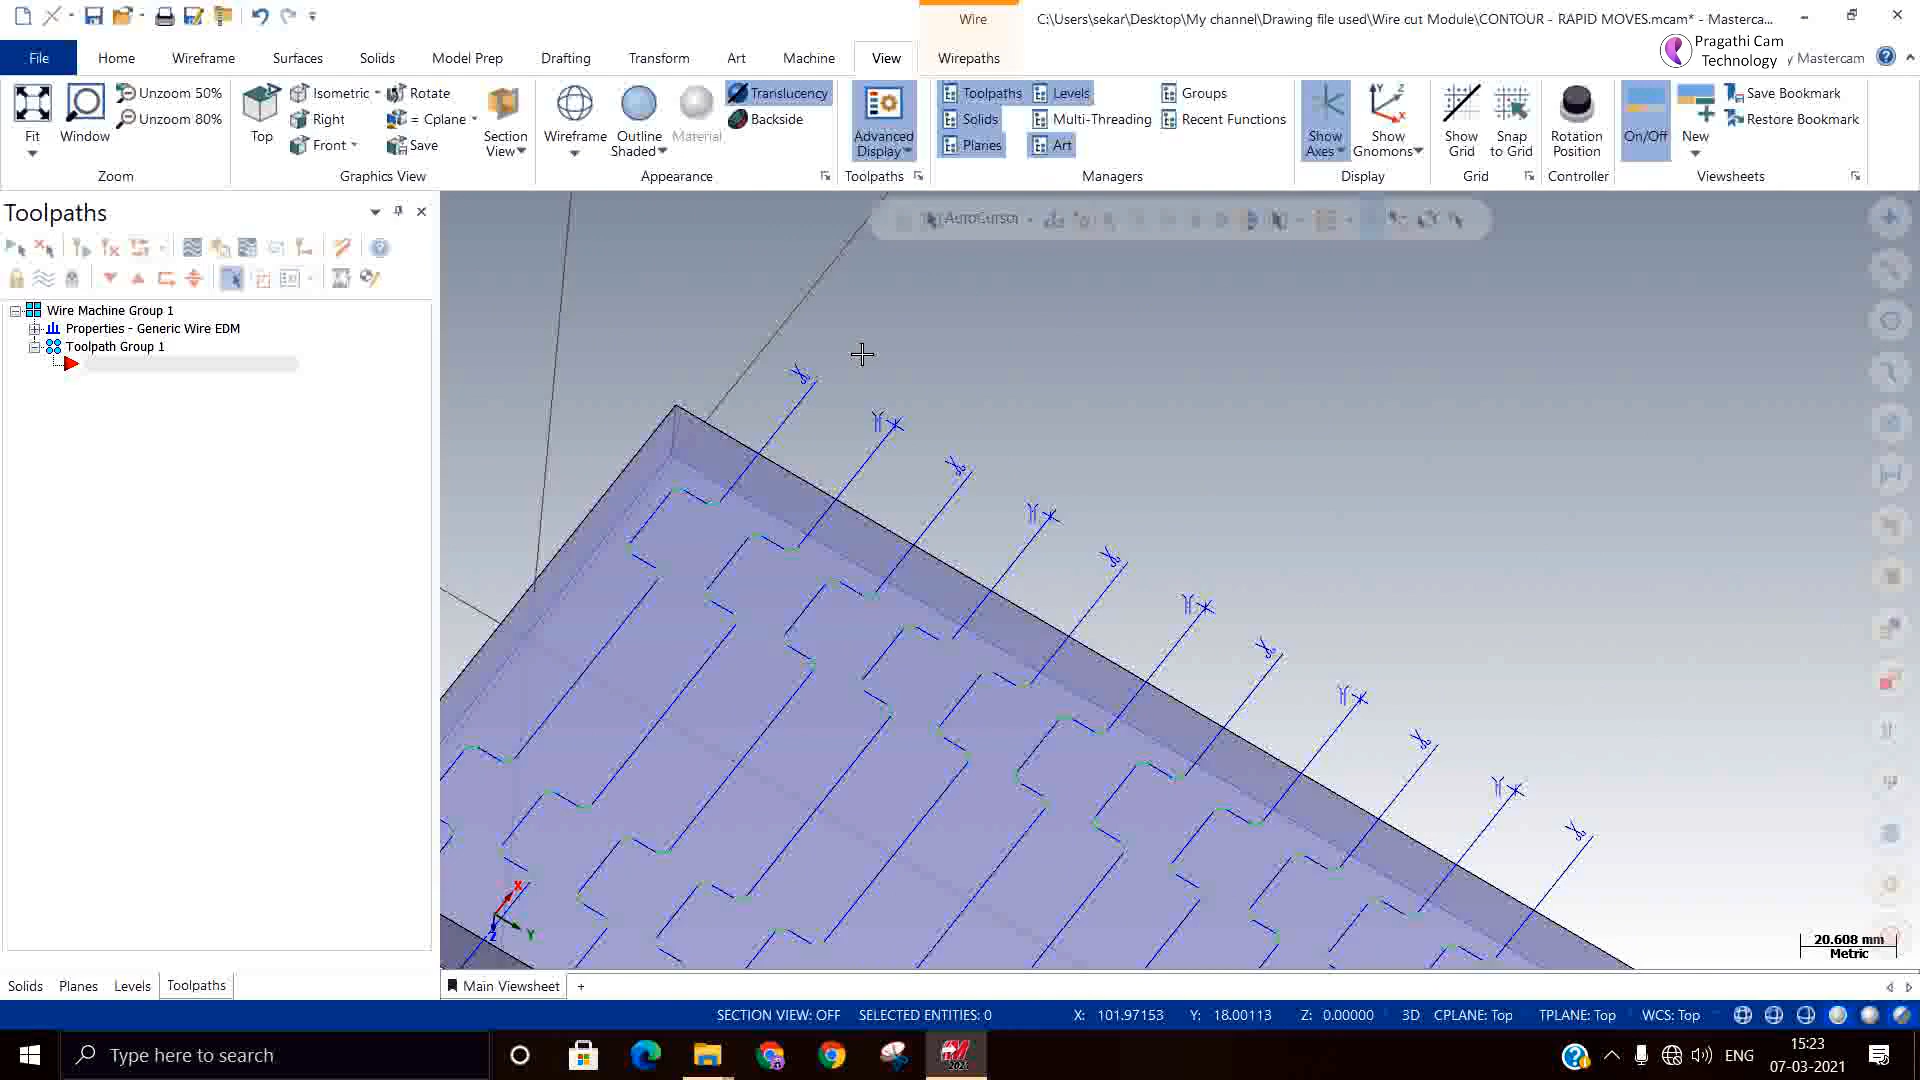 Wire
C:\Users\sekar\Desktop\My channel\Drawing file used\Wire cut Module\CONTOUR - RAPID MOVES.mcam* - Masterca...
File
Home
Wireframe
Surfaces
Solids
Model Prep
Drafting
Transform
Art
Machine
View
Wirepaths
Pragathi Cam
Technology
Mastercam
Fit
Window
Unzoom 50%
Unzoom 80%
Zoom
Top
Isometric
Right
Front
Rotate
= Cplane
Save
Graphics View
Section
View
Wireframe
Outline
Shaded
Material
Translucency
Backside
Appearance
Advanced
Display
Toolpaths
Toolpaths
Solids
Planes
Levels
Multi-Threading
Art
Groups
Recent Functions
Managers
Show
Axes
Show
Gnomons
Display
Show
Grid
Snap
to Grid
Grid
Rotation
Position
Controller
On/Off
New
Save Bookmark
Restore Bookmark
Viewsheets
Toolpaths
AutoCursor
Wire Machine Group 1
Properties - Generic Wire EDM
Toolpath Group 1
X
Y
Z
20.608 mm
Metric
Solids
Planes
Levels
Toolpaths
Main Viewsheet
+
SECTION VIEW: OFF
SELECTED ENTITIES: 0
X: 101.97153
Y: 18.00113
Z: 0.00000
3D
CPLANE: Top
TPLANE: Top
WCS: Top
Type here to search
2021
ENG
15:23
07-03-2021